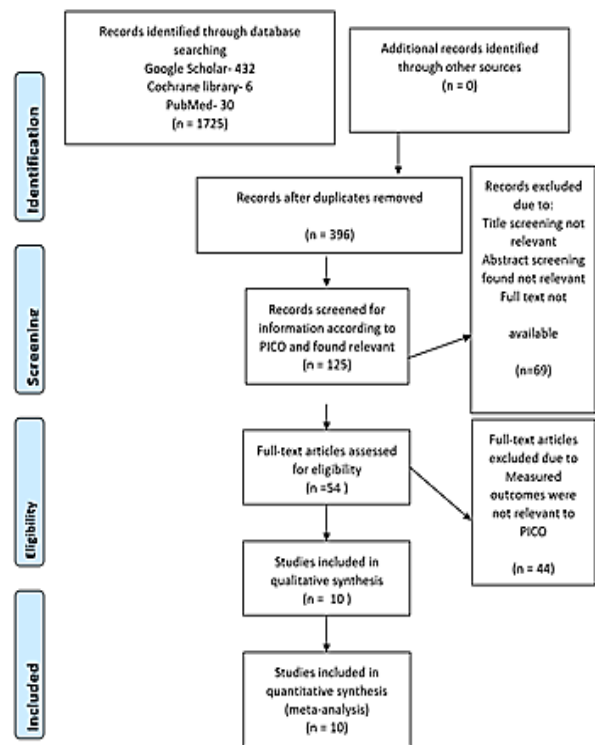 Records identified through database
searching
Google Scholar- 432
Cochrane library- 6
PubMed- 30
(n = 1725)
Additional records identified
through other sources
(n = 0)
Identification
Records after duplicates removed
(n = 396)
Records excluded
due to:
Title screening not
relevant
Abstract screening
found not relevant
Full text not
available
(n=69)
Screening
Records screened for
information according to
PICO and found relevant
(n = 125)
Eligibility
Full-text articles assessed
for eligibility
(n =54 )
Full-text articles
excluded due to
Measured
outcomes were
not relevant to
PICO
(n = 44)
Studies included in
qualitative synthesis
(n = 10 )
Included
Studies included in
quantitative synthesis
(meta-analysis)
(n = 10)